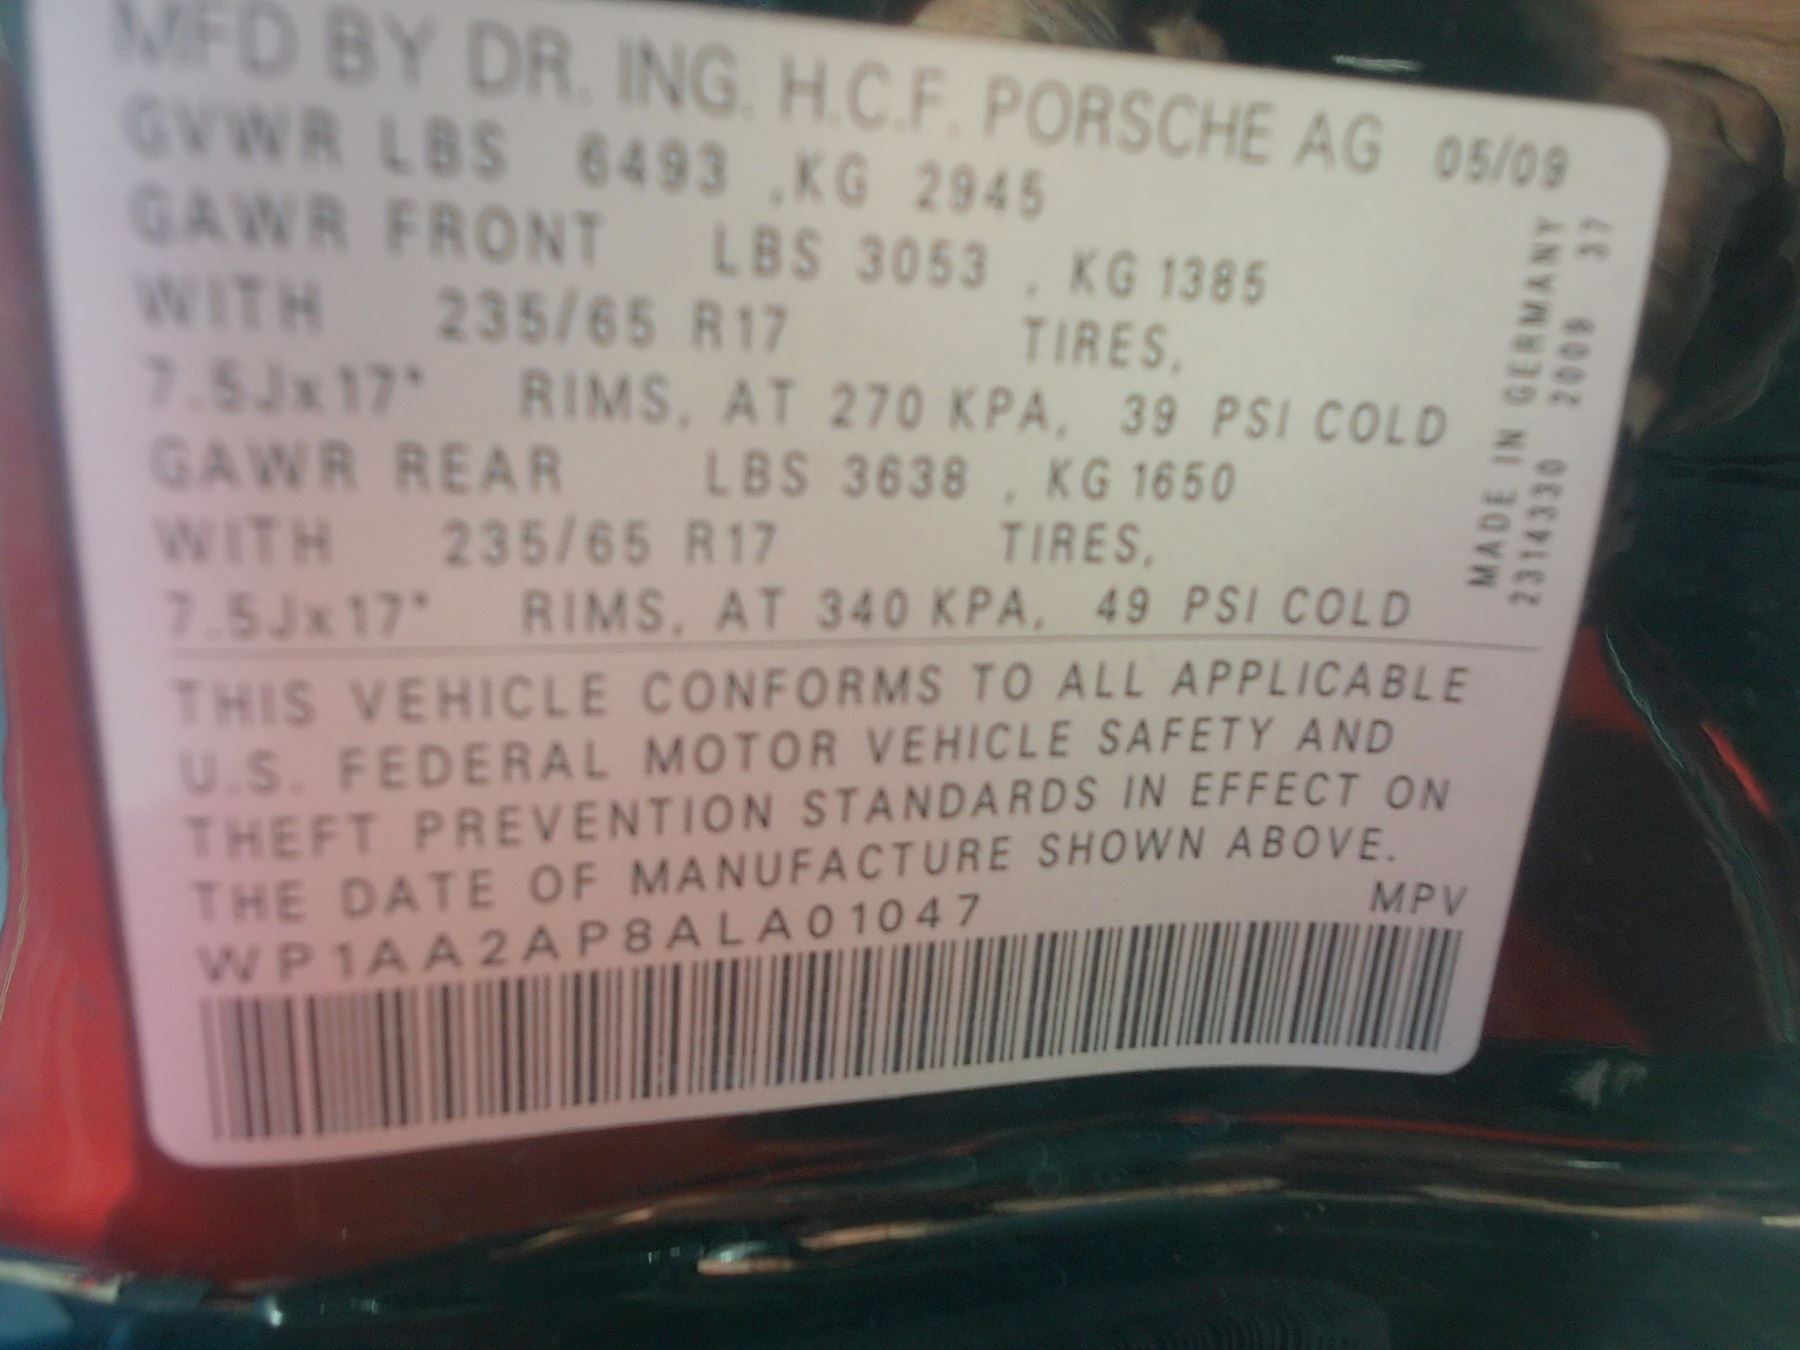 MFD BY DR. ING. H.C.F. PORSCHE AG 05/09
GVWR LBS 6493 ,KG 2945
GAWR FRONT LBS 3053 , KG 1385
WITH 235/65 R17 TIRES,
7.5Jx17" RIMS, AT 270 KPA, 39 PSI COLD
GAWR REAR LBS 3638 , KG 1650
WITH 235/65 R17 TIRES,
7.5Jx17" RIMS, AT 340 KPA, 49 PSI COLD
MADE IN GERMANY
2314330 2009 37
THIS VEHICLE CONFORMS TO ALL APPLICABLE
U.S. FEDERAL MOTOR VEHICLE SAFETY AND
THEFT PREVENTION STANDARDS IN EFFECT ON
THE DATE OF MANUFACTURE SHOWN ABOVE.
WP1AA2AP8ALA01047 MPV